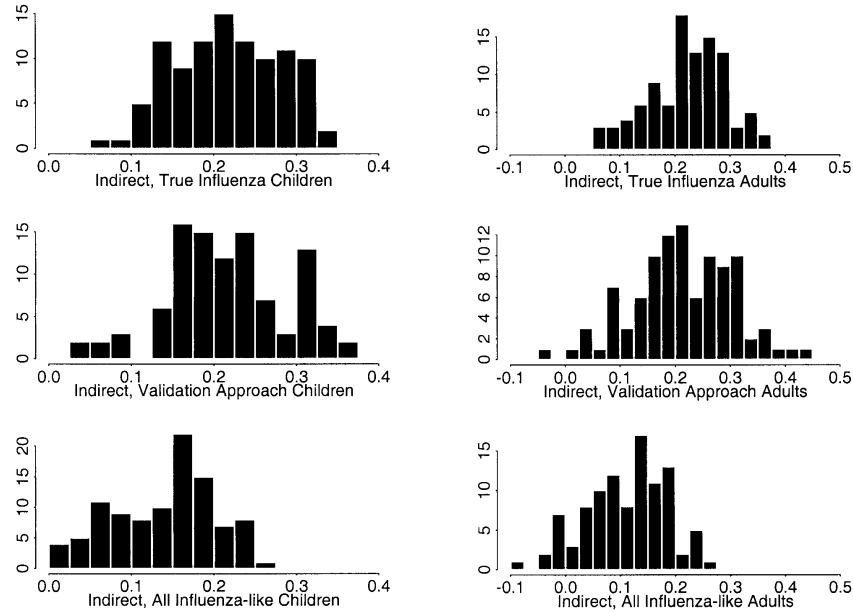 15
10
5
0
0.0 0.1 0.2 0.3 0.4
Indirect, True Influenza Children
15
10
5
0
-0.1 0.0 0.1 0.2 0.3 0.4 0.5
Indirect, True Influenza Adults
15
10
5
0
0.0 0.1 0.2 0.3 0.4
Indirect, Validation Approach Children
12
10
8
6
4
2
0
-0.1 0.0 0.1 0.2 0.3 0.4 0.5
Indirect, Validation Approach Adults
20
15
10
5
0
0.0 0.1 0.2 0.3 0.4
Indirect, All Influenza-like Children
15
10
5
0
-0.1 0.0 0.1 0.2 0.3 0.4 0.5
Indirect, All Influenza-like Adults